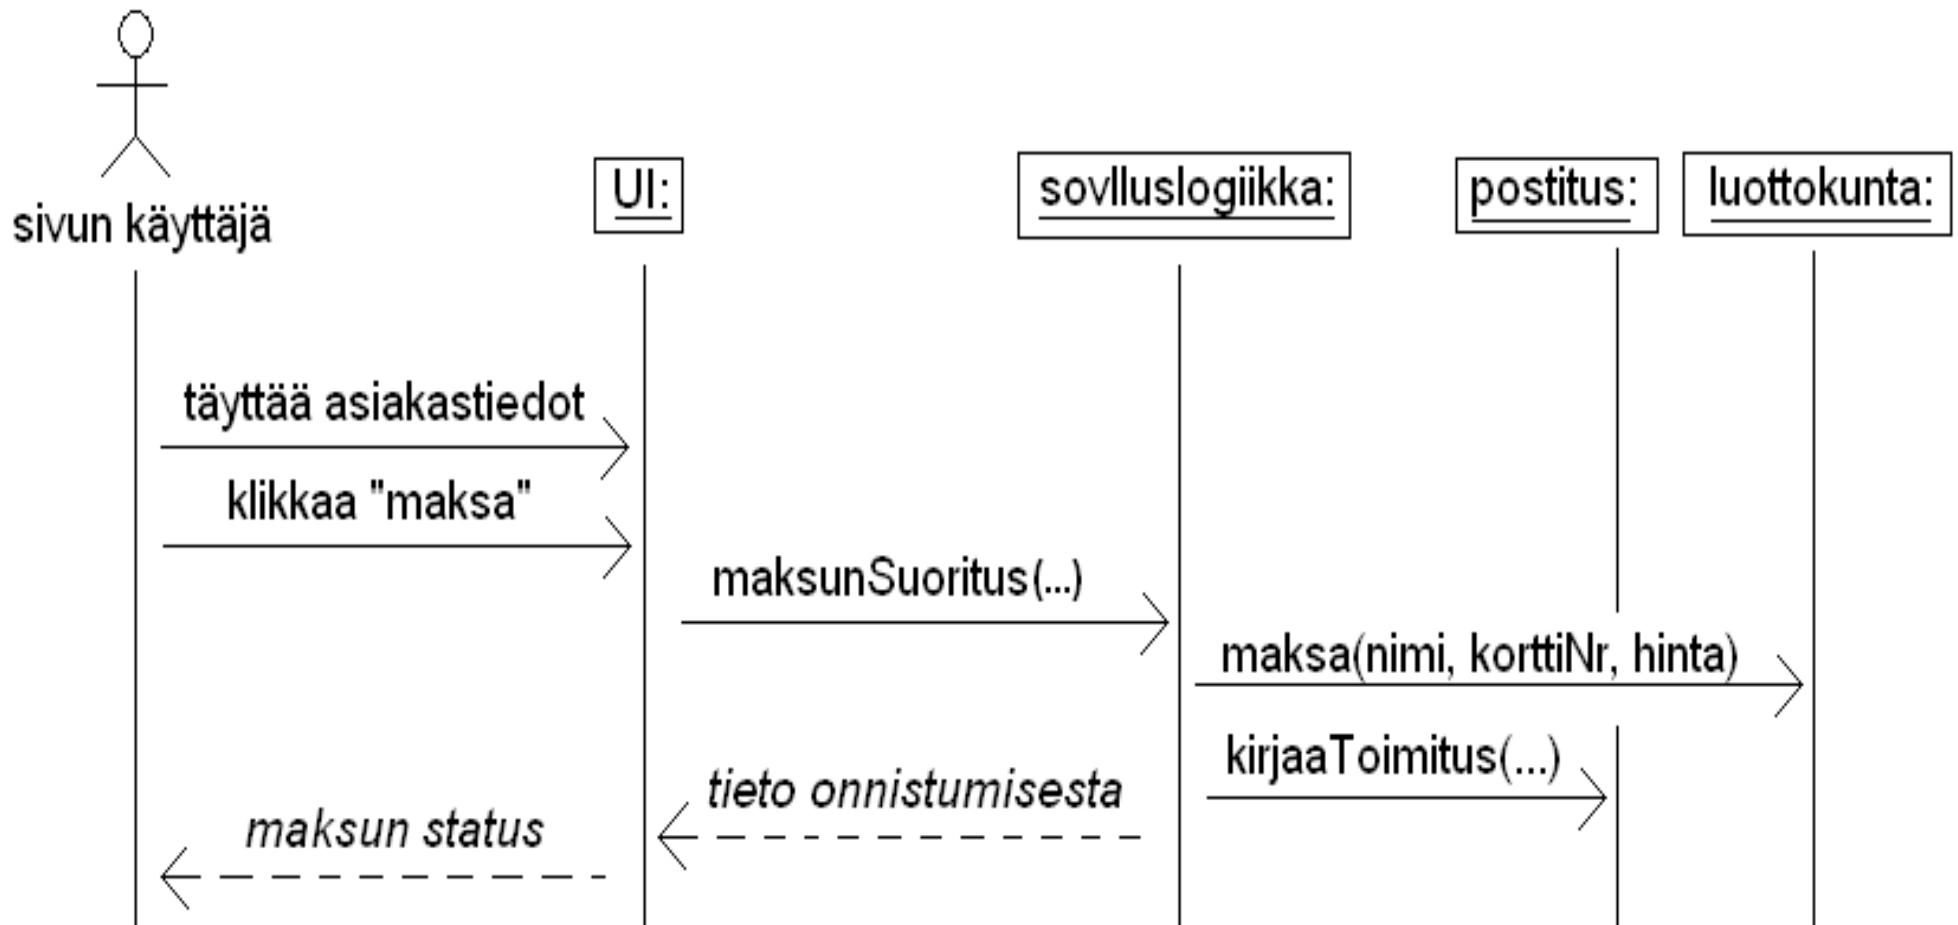 sivun käyttäjä
UI:
sovlluslogiikka:
postitus:
luottokunta:
täyttää asiakastiedot
klikkaa "maksa"
maksunSuoritus(...)
maksa(nimi, korttiNr, hinta)
kirjaaToimitus(...)
tieto onnistumisesta
maksun status